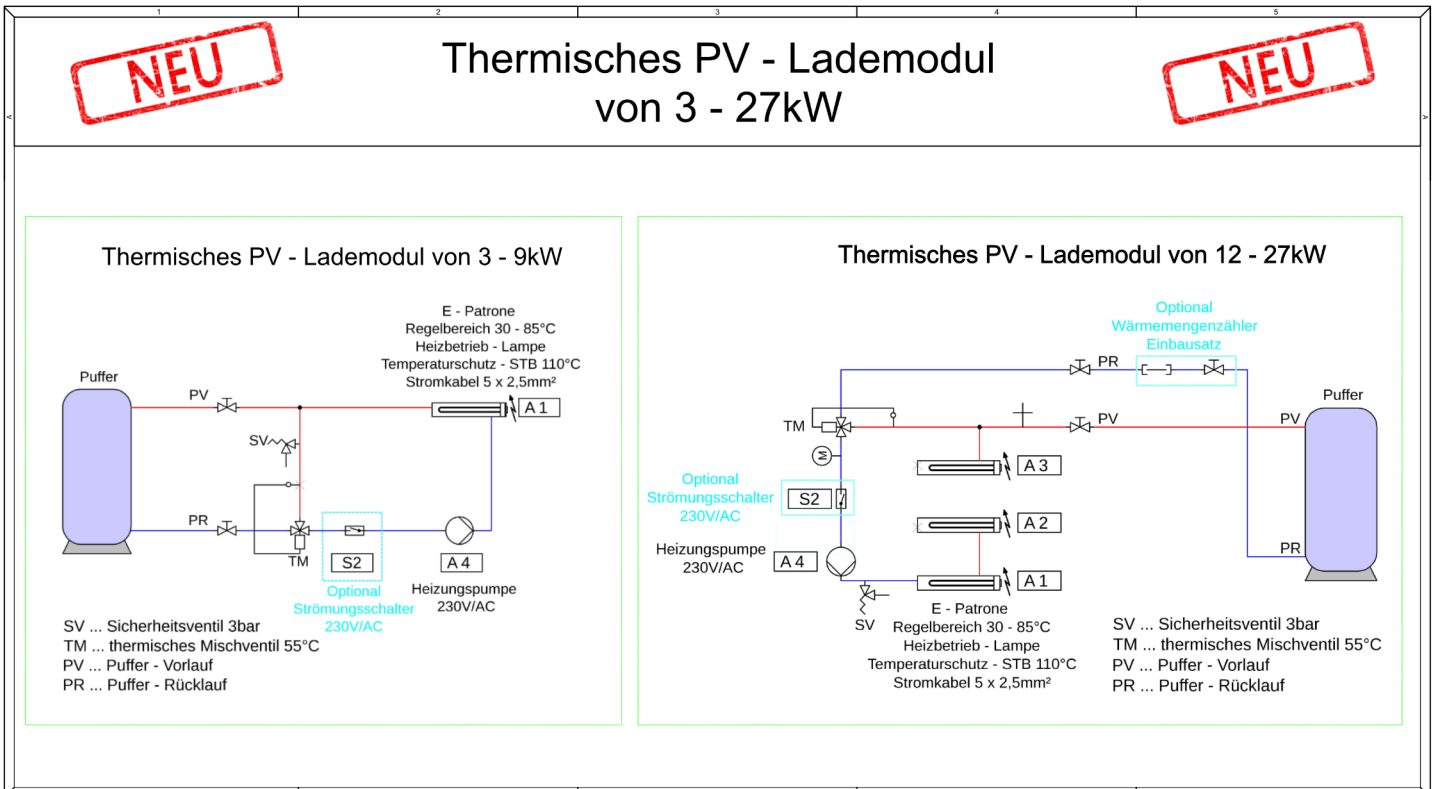 1
2
3
4
5
A
A
NEU
Thermisches PV - Lademodul
von 3 - 27kW
NEU
Thermisches PV - Lademodul von 3 - 9kW
E - Patrone
Regelbereich 30 - 85°C
Heizbetrieb - Lampe
Temperaturschutz - STB 110°C
Stromkabel 5 x 2,5mm²
Puffer
PV
A 1
SV
PR
TM
S2
A 4
Optional
Strömungsschalter
230V/AC
Heizungspumpe
230V/AC
SV ... Sicherheitsventil 3bar
TM ... thermisches Mischventil 55°C
PV ... Puffer - Vorlauf
PR ... Puffer - Rücklauf
Thermisches PV - Lademodul von 12 - 27kW
Optional
Wärmemengenzähler
Einbausatz
PR
Puffer
TM
PV
PV
M
A 3
Optional
Strömungsschalter
230V/AC
S2
A 2
Heizungspumpe
230V/AC
A 4
PR
A 1
SV
E - Patrone
Regelbereich 30 - 85°C
Heizbetrieb - Lampe
Temperaturschutz - STB 110°C
Stromkabel 5 x 2,5mm²
SV ... Sicherheitsventil 3bar
TM ... thermisches Mischventil 55°C
PV ... Puffer - Vorlauf
PR ... Puffer - Rücklauf